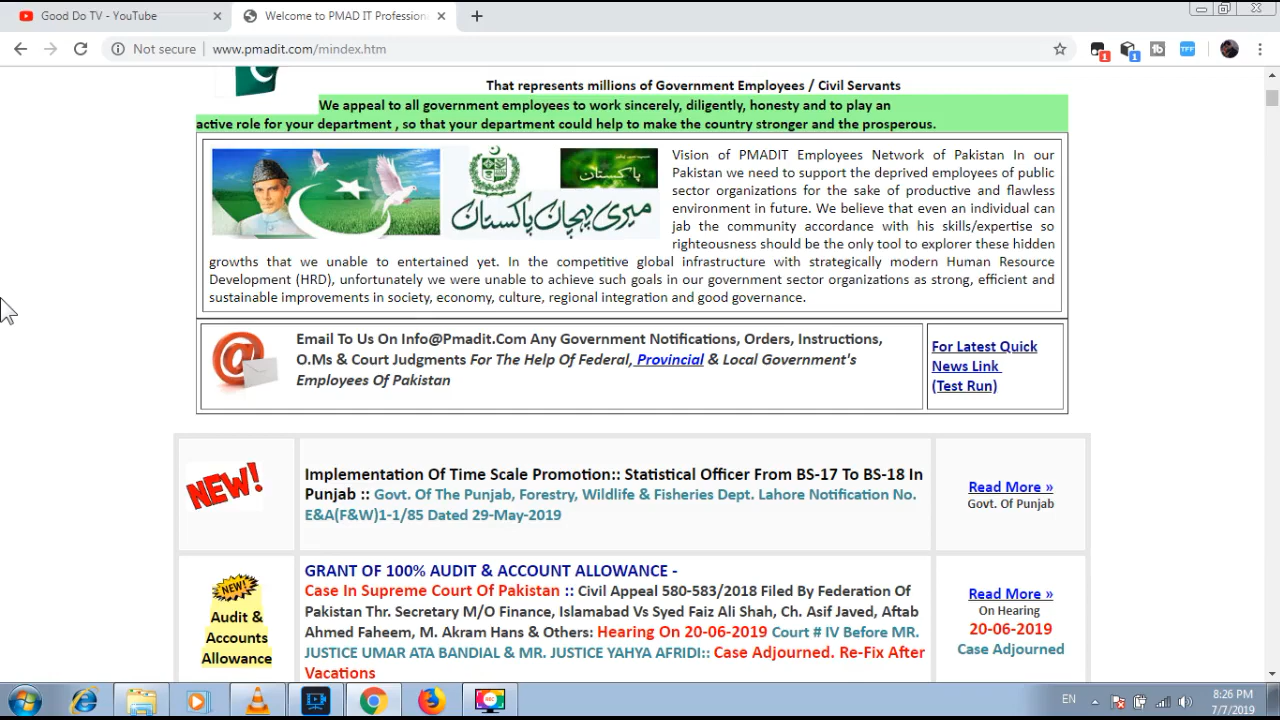 Good Do TV - YouTube
Welcome to PMAD IT Profession
Not secure
www.pmadit.com/mindex.htm
1
1
tb
TFF
That represents millions of Government Employees / Civil Servants
We appeal to all government employees to work sincerely, diligently, honesty and to play an
active role for your department , so that your department could help to make the country stronger and the prosperous.
پاکستان
میری پہچان پاکستان
Vision of PMADIT Employees Network of Pakistan In our
Pakistan we need to support the deprived employees of public
sector organizations for the sake of productive and flawless
environment in future. We believe that even an individual can
jab the community accordance with his skills/expertise so
righteousness should be the only tool to explorer these hidden
growths that we unable to entertained yet. In the competitive global infrastructure with strategically modern Human Resource
Development (HRD), unfortunately we were unable to achieve such goals in our government sector organizations as strong, efficient and
sustainable improvements in society, economy, culture, regional integration and good governance.
Email To Us On Info@Pmadit.Com Any Government Notifications, Orders, Instructions,
O.Ms & Court Judgments For The Help Of Federal, Provincial & Local Government's
Employees Of Pakistan
For Latest Quick
News Link
(Test Run)
NEW!
Implementation Of Time Scale Promotion:: Statistical Officer From BS-17 To BS-18 In
Punjab :: Govt. Of The Punjab, Forestry, Wildlife & Fisheries Dept. Lahore Notification No.
E&A(F&W)1-1/85 Dated 29-May-2019
Read More »
Govt. Of Punjab
NEW!
Audit &
Accounts
Allowance
GRANT OF 100% AUDIT & ACCOUNT ALLOWANCE -
Case In Supreme Court Of Pakistan :: Civil Appeal 580-583/2018 Filed By Federation Of
Pakistan Thr. Secretary M/O Finance, Islamabad Vs Syed Faiz Ali Shah, Ch. Asif Javed, Aftab
Ahmed Faheem, M. Akram Hans & Others: Hearing On 20-06-2019 Court # IV Before MR.
JUSTICE UMAR ATA BANDIAL & MR. JUSTICE YAHYA AFRIDI:: Case Adjourned. Re-Fix After
Vacations
Read More »
On Hearing
20-06-2019
Case Adjourned
EN
8:26 PM
7/7/2019